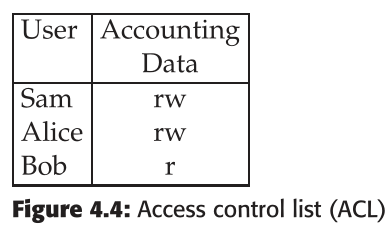 User Accounting
Data
Sam rw
Alice rw
Bob r
Figure 4.4: Access control list (ACL)